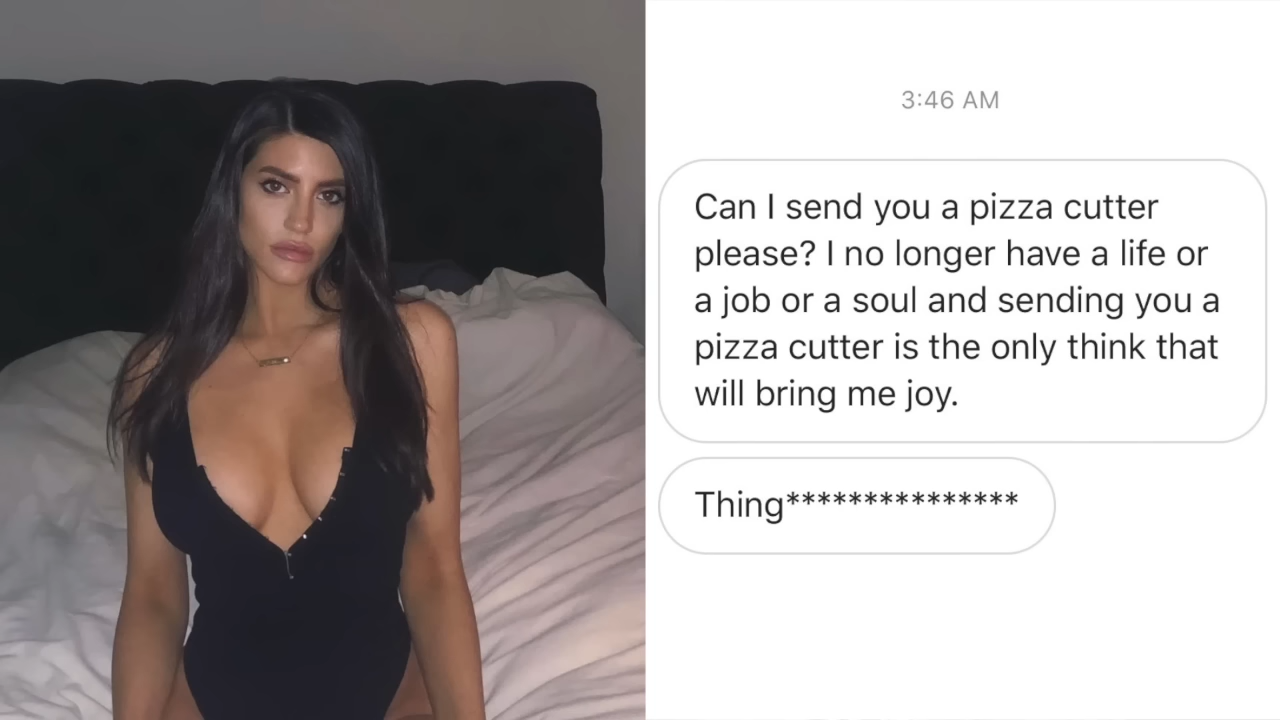 3:46 AM
Can I send you a pizza cutter
please? I no longer have a life or
a job or a soul and sending you a
pizza cutter is the only think that
will bring me joy.
Thing***************